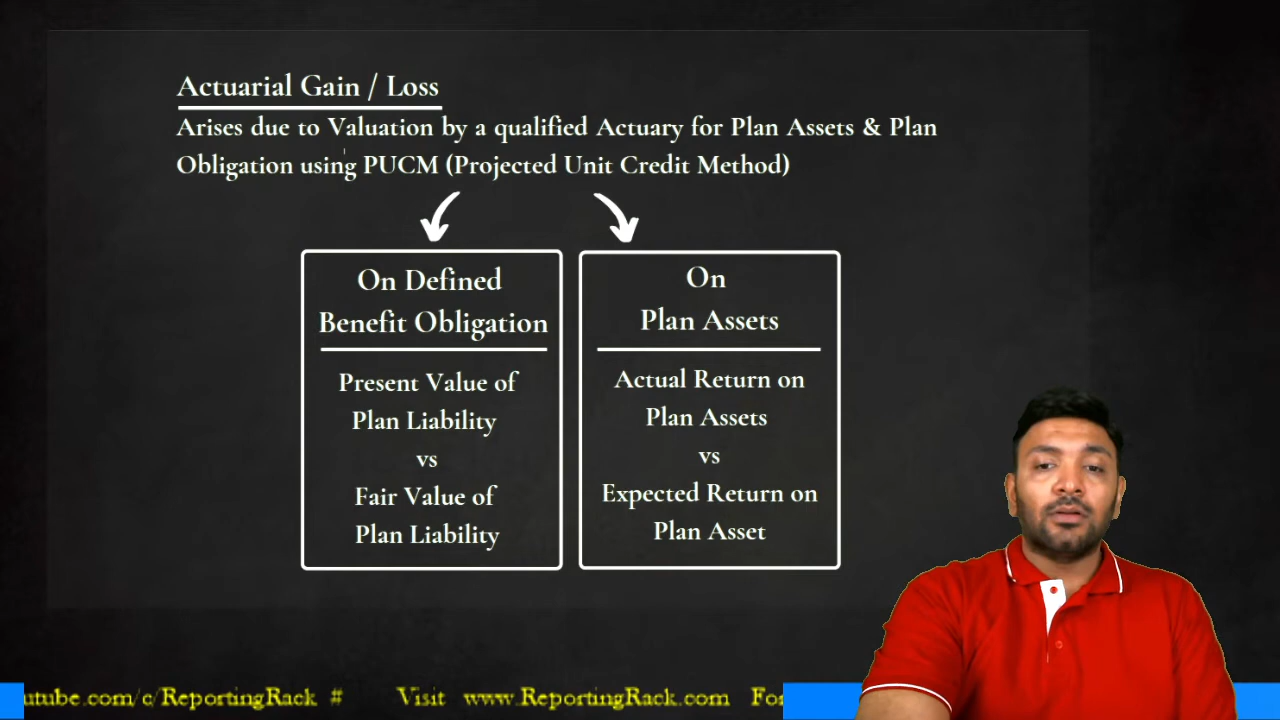 Actuarial Gain / Loss
Arises due to Valuation by a qualified Actuary for Plan Assets & Plan
Obligation using PUCM (Projected Unit Credit Method)
On Defined
Benefit Obligation
Present Value of
Plan Liability
vs
Fair Value of
Plan Liability
On
Plan Assets
Actual Return on
Plan Assets
vs
Expected Return on
Plan Asset
utube.com/c/ReportingRack # Visit www.ReportingRack.com For